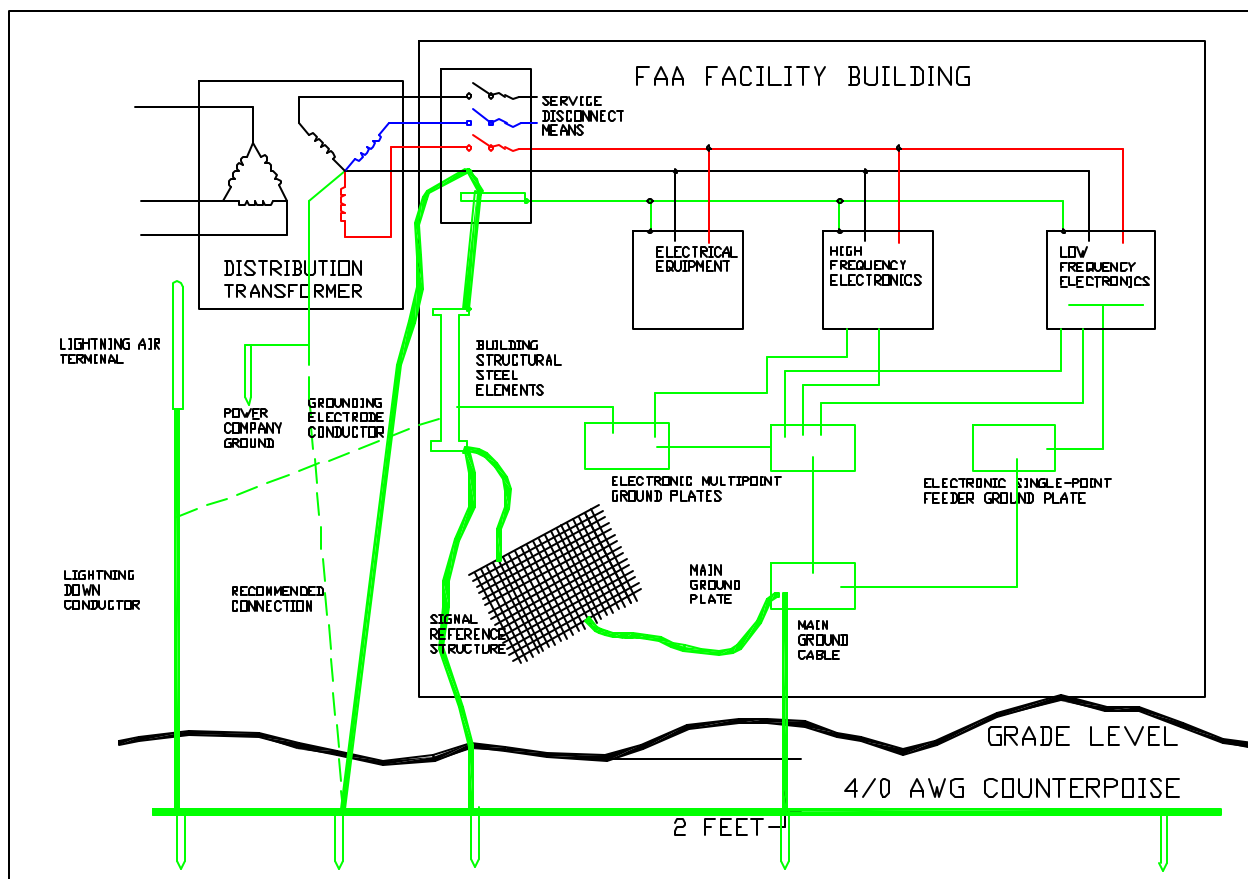 FAA FACILITY BUILDING
SERVICE
DISCONNECT
MEANS
DISTRIBUTION
TRANSFORMER
ELECTRICAL
EQUIPMENT
HIGH
FREQUENCY
ELECTRONICS
LOW
FREQUENCY
ELECTRONICS
LIGHTNING AIR
TERMINAL
BUILDING
STRUCTURAL
STEEL
ELEMENTS
POWER
COMPANY
GROUND
GROUNDING
ELECTRODE
CONDUCTOR
ELECTRONIC MULTIPOINT
GROUND PLATES
ELECTRONIC SINGLE-POINT
FEEDER GROUND PLATE
LIGHTNING
DOWN
CONDUCTOR
RECOMMENDED
CONNECTION
SIGNAL
REFERENCE
STRUCTURE
MAIN
GROUND
PLATE
MAIN
GROUND
CABLE
GRADE LEVEL
4/0 AWG COUNTERPOISE
2 FEET